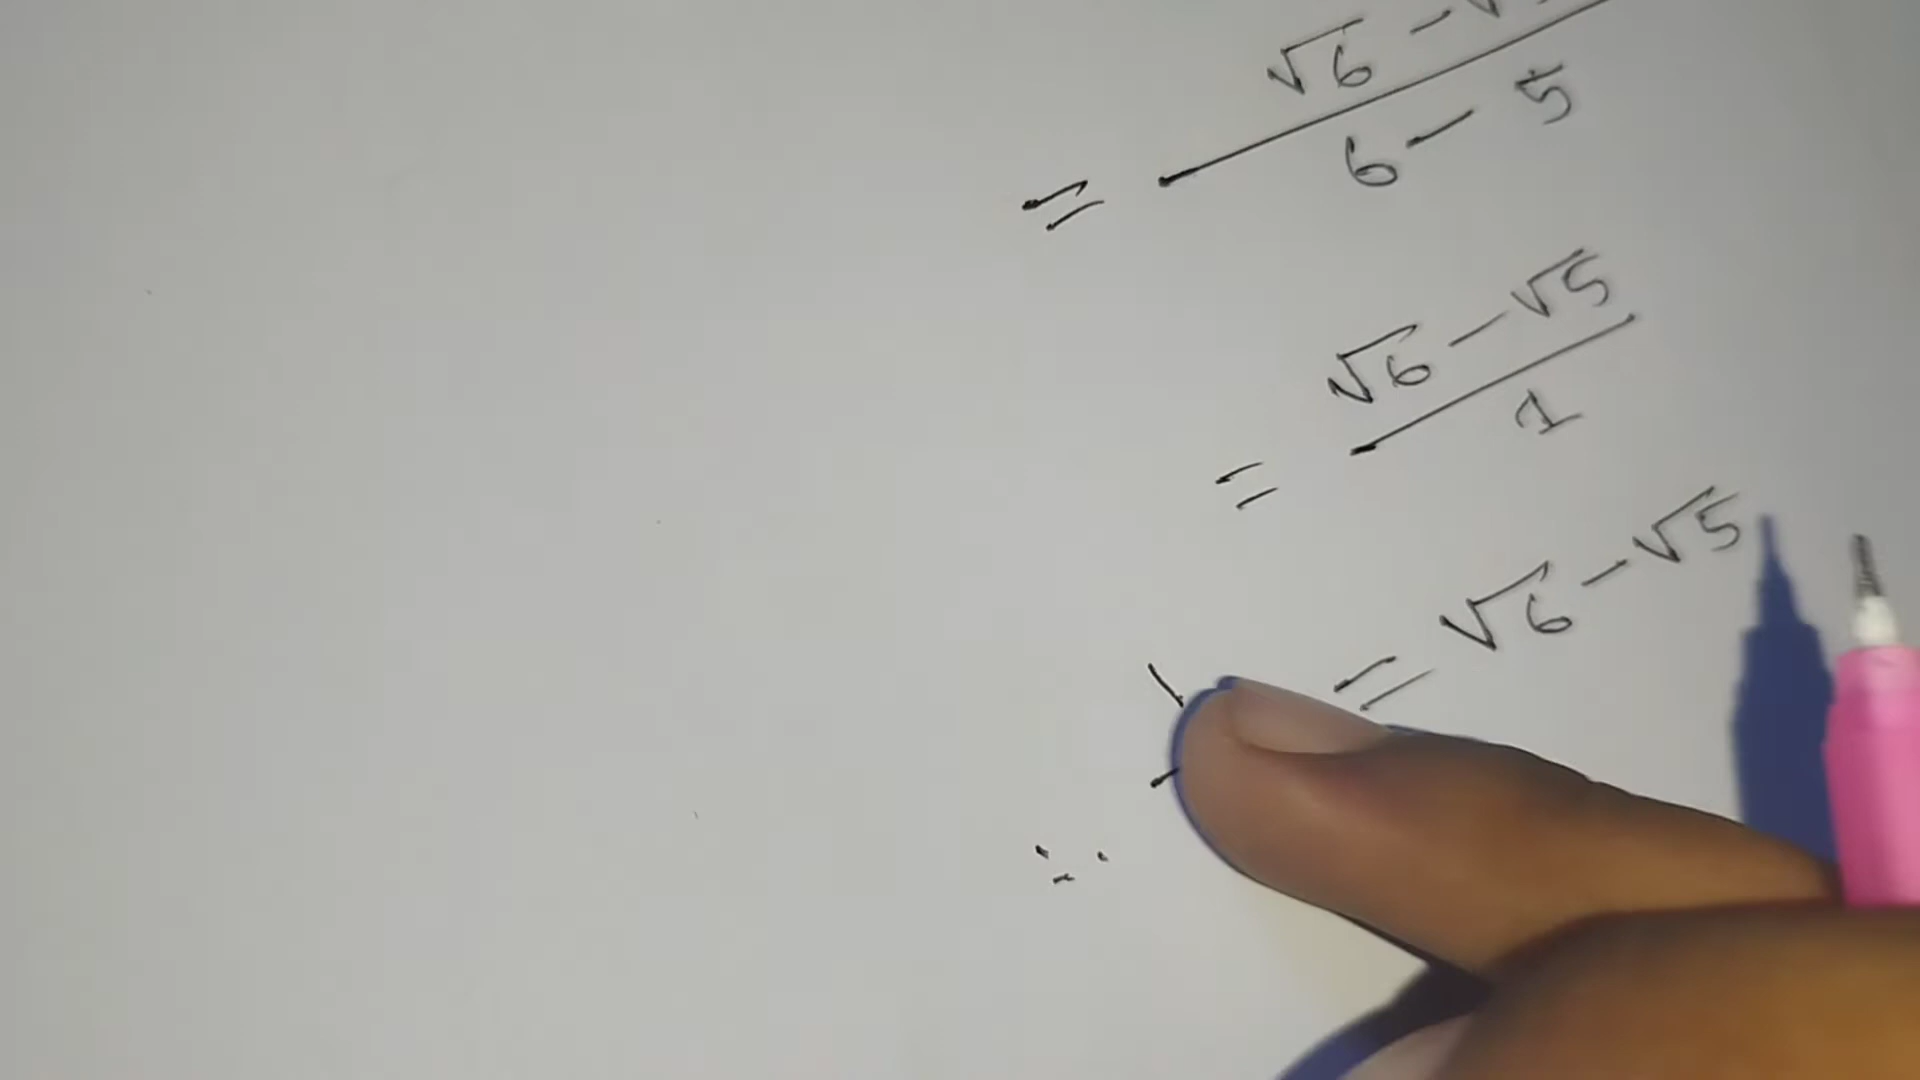 = √6 - √ / 6 - 5
= √6 - √5 / 1
= √6 - √5
∴